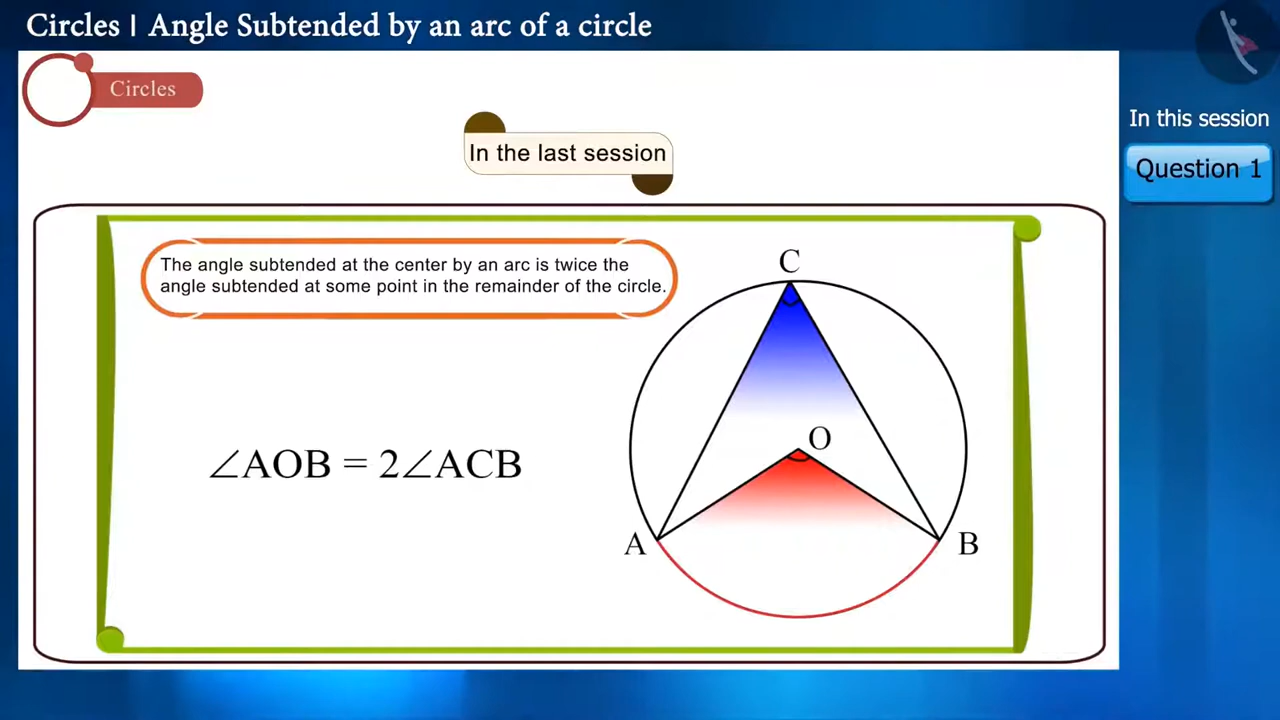 Circles | Angle Subtended by an arc of a circle
Circles
In this session
Question 1
In the last session
The angle subtended at the center by an arc is twice the
angle subtended at some point in the remainder of the circle.
∠AOB = 2∠ACB
C
O
A
B